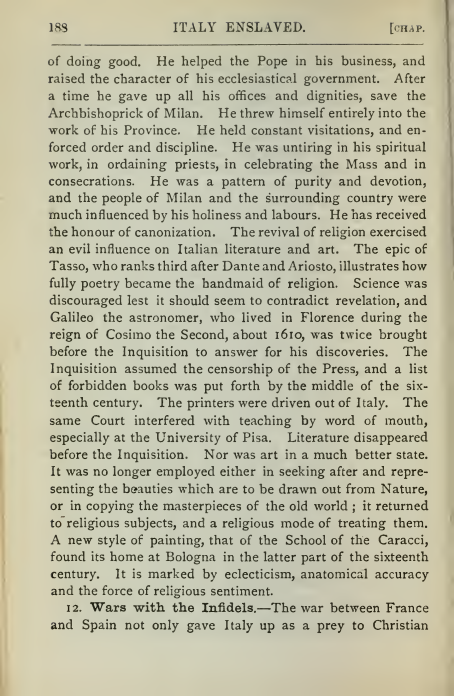 188 ITALY ENSLAVED. [CHAP.
of doing good. He helped the Pope in his business, and
raised the character of his ecclesiastical government. After
a time he gave up all his offices and dignities, save the
Archbishoprick of Milan. He threw himself entirely into the
work of his Province. He held constant visitations, and en-
forced order and discipline. He was untiring in his spiritual
work, in ordaining priests, in celebrating the Mass and in
consecrations. He was a pattern of purity and devotion,
and the people of Milan and the surrounding country were
much influenced by his holiness and labours. He has received
the honour of canonization. The revival of religion exercised
an evil influence on Italian literature and art. The epic of
Tasso, who ranks third after Dante and Ariosto, illustrates how
fully poetry became the handmaid of religion. Science was
discouraged lest it should seem to contradict revelation, and
Galileo the astronomer, who lived in Florence during the
reign of Cosimo the Second, about 1610, was twice brought
before the Inquisition to answer for his discoveries. The
Inquisition assumed the censorship of the Press, and a list
of forbidden books was put forth by the middle of the six-
teenth century. The printers were driven out of Italy. The
same Court interfered with teaching by word of mouth,
especially at the University of Pisa. Literature disappeared
before the Inquisition. Nor was art in a much better state.
It was no longer employed either in seeking after and repre-
senting the beauties which are to be drawn out from Nature,
or in copying the masterpieces of the old world ; it returned
to religious subjects, and a religious mode of treating them.
A new style of painting, that of the School of the Caracci,
found its home at Bologna in the latter part of the sixteenth
century. It is marked by eclecticism, anatomical accuracy
and the force of religious sentiment.
12. Wars with the Infidels.—The war between France
and Spain not only gave Italy up as a prey to Christian